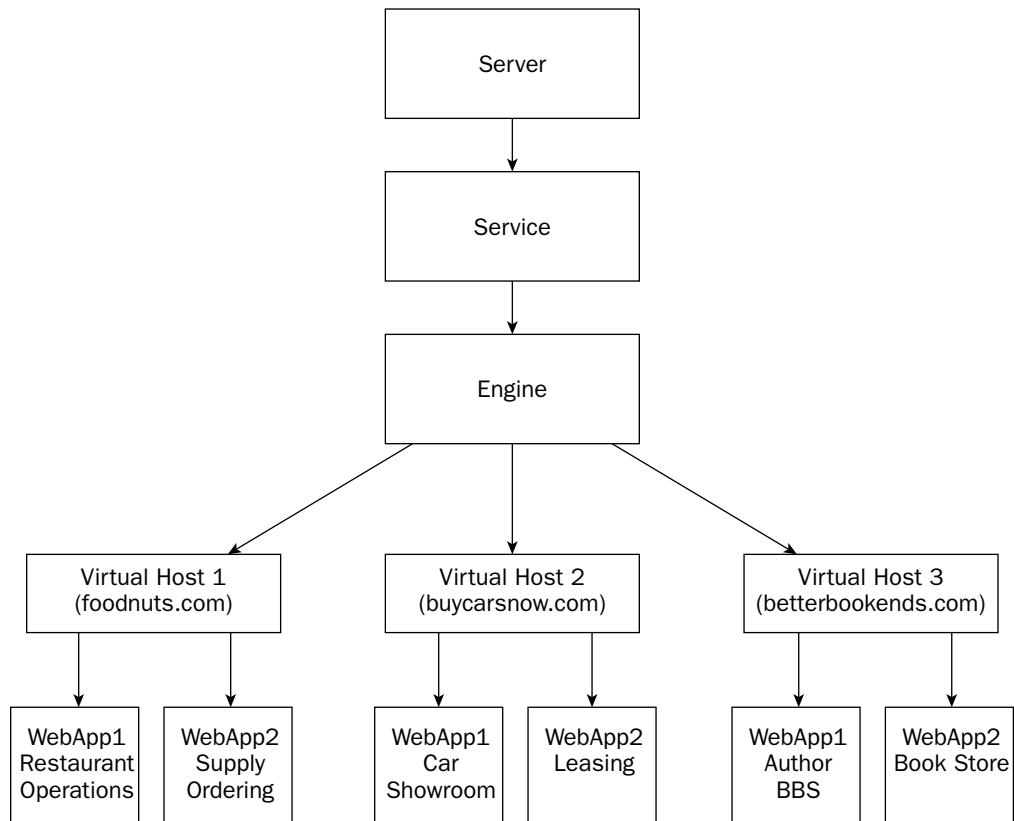 Server
Service
Engine
Virtual Host 1
(foodnuts.com)
Virtual Host 2
(buycarsnow.com)
Virtual Host 3
(betterbookends.com)
WebApp1
Restaurant
Operations
WebApp2
Supply
Ordering
WebApp1
Car
Showroom
WebApp2
Leasing
WebApp1
Author
BBS
WebApp2
Book Store